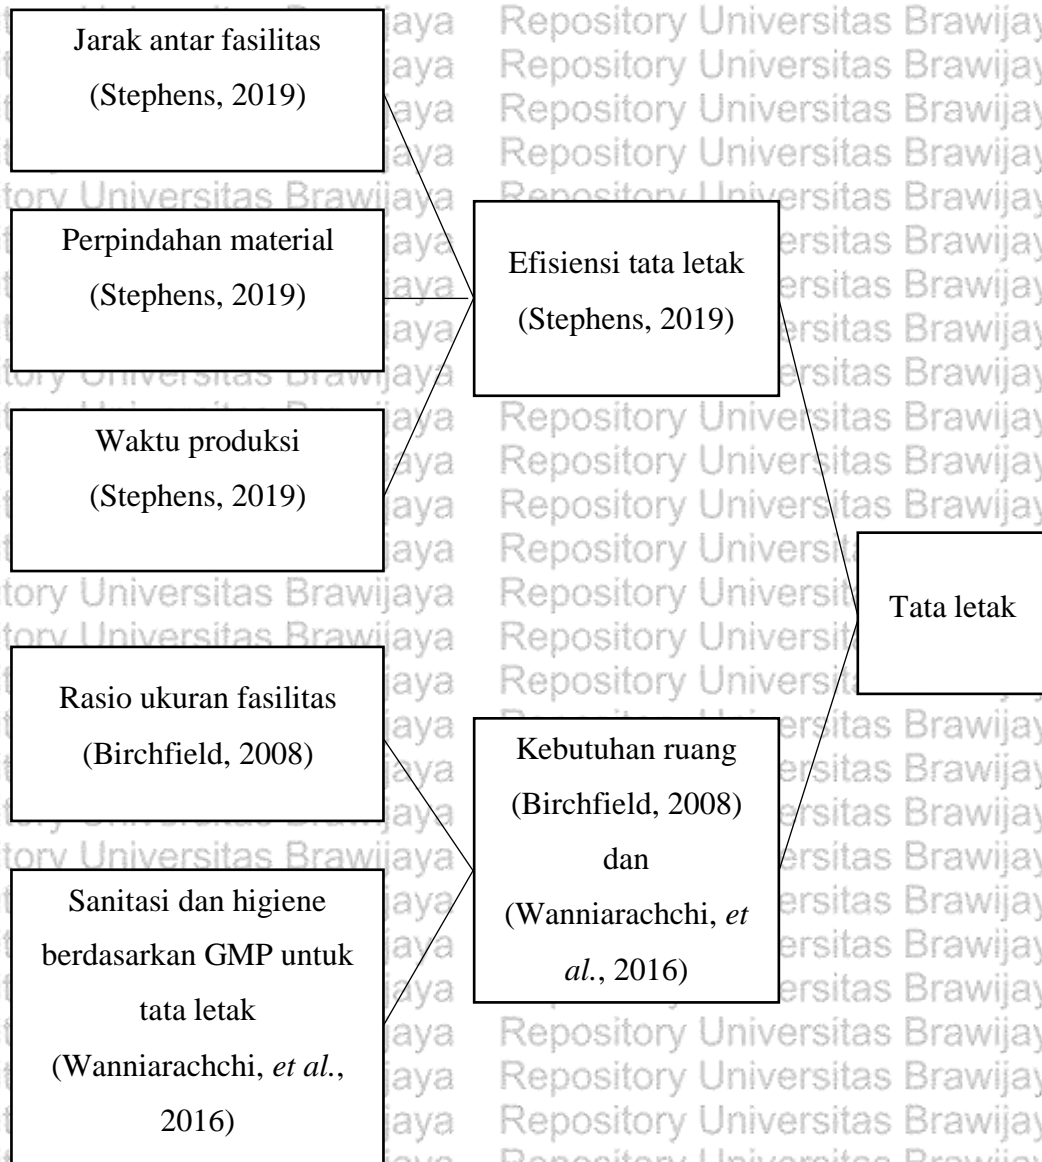 Jarak antar fasilitas
(Stephens, 2019)
Perpindahan material
(Stephens, 2019)
Waktu produksi
(Stephens, 2019)
Rasio ukuran fasilitas
(Birchfield, 2008)
Sanitasi dan higiene
berdasarkan GMP untuk
tata letak
(Wanniarachchi, et al.,
2016)
Efisiensi tata letak
(Stephens, 2019)
Kebutuhan ruang
(Birchfield, 2008)
dan
(Wanniarachchi, et
al., 2016)
Tata letak
Repository Universitas Brawijay